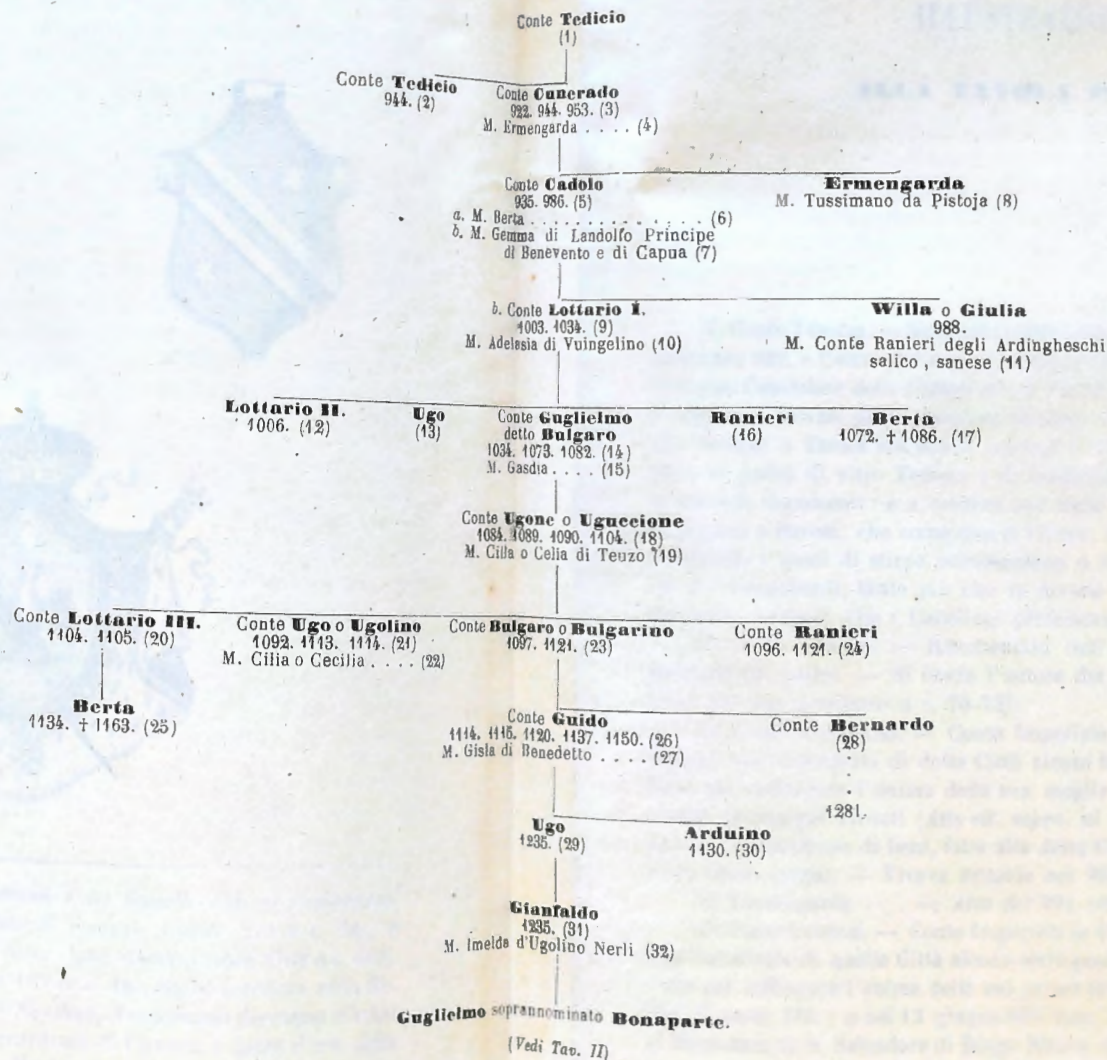 Conte Tedicio
(1)
Conte Tedicio
944. (2)
Conte Cunerado
922. 944. 953. (3)
M. Ermengarda . . . . (4)
Conte Cadolo
935. 986. (5)
a. M. Berta . . . . . . . . . . . . . . (6)
b. M. Gemma di Landolfo Principe
di Benevento e di Capua (7)
Ermengarda
M. Tussimano da Pistoja (8)
b. Conte Lottario I.
1003. 1034. (9)
M. Adelasia di Vuingelino (10)
Willa o Giulia
988.
M. Conte Ranieri degli Ardingheschi
salico, sanese (11)
Lottario II.
1006. (12)
Ugo
(13)
Conte Guglielmo
detto Bulgaro
1034. 1073. 1082. (14)
M. Gasdia . . . . (15)
Ranieri
(16)
Berta
1072. † 1086. (17)
Conte Ugone o Uguccione
1084. 1089. 1090. 1104. (18)
M. Cilla o Celia di Teuzo (19)
Conte Lottario III.
1104. 1105. (20)
Conte Ugo o Ugolino
1092. 1113. 1114. (21)
M. Cilia o Cecilia . . . . (22)
Conte Bulgaro o Bulgarino
1097. 1121. (23)
Conte Ranieri
1096. 1121. (24)
Berta
1134. † 1163. (25)
Conte Guido
1114. 1115. 1120. 1137. 1150. (26)
M. Gisla di Benedetto . . . . (27)
Conte Bernardo
(28)
1281.
Ugo
1235. (29)
Arduino
1130. (30)
Gianfaldo
1235. (31)
M. Imelda d'Ugolino Nerli (32)
Guglielmo soprannominato Bonaparte.
(Vedi Tav. II)